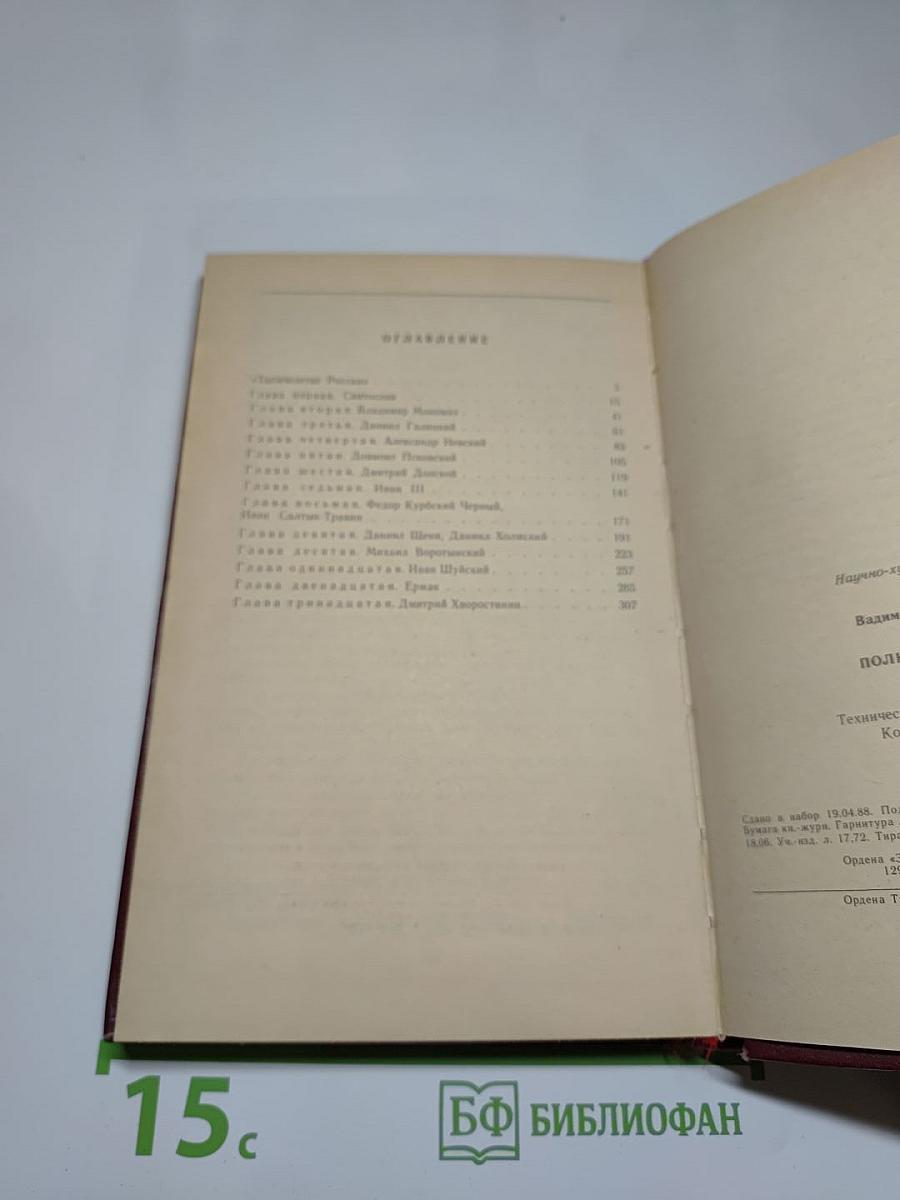 ОГЛАВЛЕНИЕ
«Тысячелетие России» 5
Глава первая. Святослав 15
Глава вторая. Владимир Мономах 41
Глава третья. Даниил Галицкий 61
Глава четвертая. Александр Невский 83
Глава пятая. Довмонт Псковский 105
Глава шестая. Дмитрий Донской 119
Глава седьмая. Иван III 141
Глава восьмая. Федор Курбский Черный,
Иван Салтык-Травин 171
Глава девятая. Даниил Щеня, Даниил Холмский 191
Глава десятая. Михаил Воротынский 223
Глава одиннадцатая. Иван Шуйский 257
Глава двенадцатая. Ермак 285
Глава тринадцатая. Дмитрий Хворостинин 307
Научно-ху
Вадим
ПОЛК
Техничес
Ко
Сдано в набор 19.04.88. Под
Бумага кн.-журн. Гарнитура
18,06. Уч.-изд. л. 17,72. Тира
Ордена «З
129
Ордена Т
15 с
БФ БИБЛИОФАН